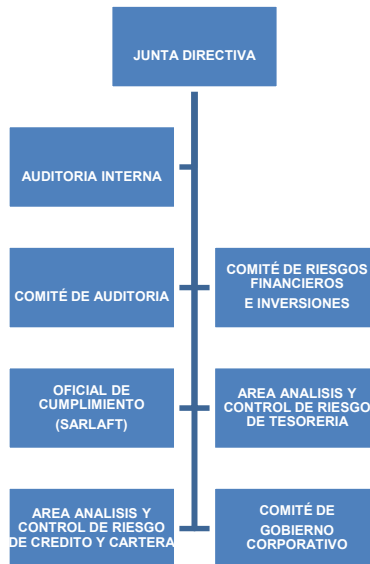 JUNTA DIRECTIVA
AUDITORIA INTERNA
COMITÉ DE AUDITORIA
COMITÉ DE RIESGOS
FINANCIEROS
E INVERSIONES
OFICIAL DE
CUMPLIMIENTO
(SARLAFT)
AREA ANALISIS Y
CONTROL DE RIESGO
DE TESORERIA
AREA ANALISIS Y
CONTROL DE RIESGO
DE CREDITO Y CARTERA
COMITÉ DE
GOBIERNO
CORPORATIVO